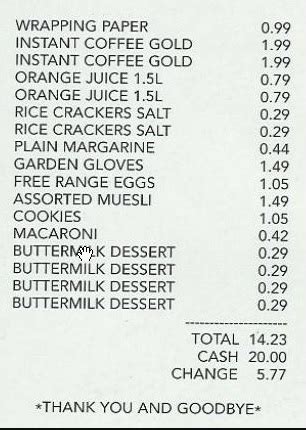 WRAPPING PAPER 0.99
INSTANT COFFEE GOLD 1.99
INSTANT COFFEE GOLD 1.99
ORANGE JUICE 1.5L 0.79
ORANGE JUICE 1.5L 0.79
RICE CRACKERS SALT 0.29
RICE CRACKERS SALT 0.29
PLAIN MARGARINE 0.44
GARDEN GLOVES 1.49
FREE RANGE EGGS 1.05
ASSORTED MUESLI 1.49
COOKIES 1.05
MACARONI 0.42
BUTTERMILK DESSERT 0.29
BUTTERMILK DESSERT 0.29
BUTTERMILK DESSERT 0.29
BUTTERMILK DESSERT 0.29
---------------------
TOTAL 14.23
CASH 20.00
CHANGE 5.77
*THANK YOU AND GOODBYE*